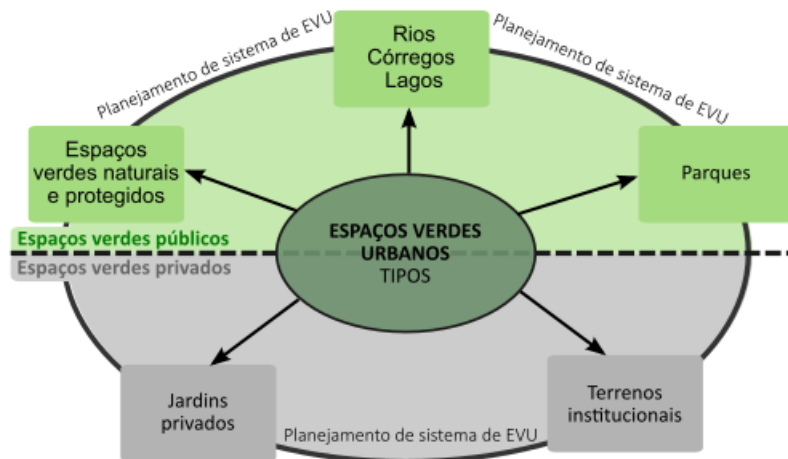 Planejamento de sistema de EVU
Rios
Córregos
Lagos
Planejamento de sistema de EVU
Espaços
verdes naturais
e protegidos
Parques
ESPAÇOS VERDES
URBANOS
TIPOS
Espaços verdes públicos
Espaços verdes privados
Jardins
privados
Terrenos
institucionais
Planejamento de sistema de EVU